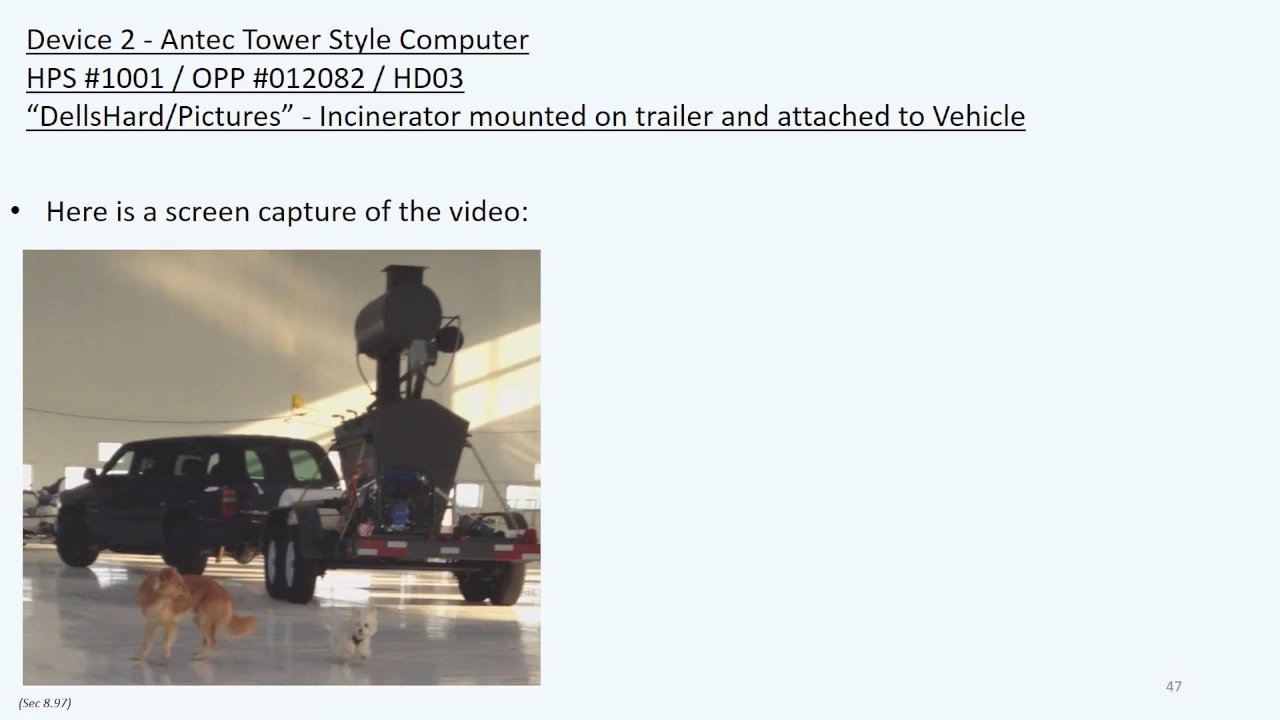 Device 2 - Antec Tower Style Computer
HPS #1001 / OPP #012082 / HD03
“DellsHard/Pictures” - Incinerator mounted on trailer and attached to Vehicle
• Here is a screen capture of the video:
(Sec 8.97)
47